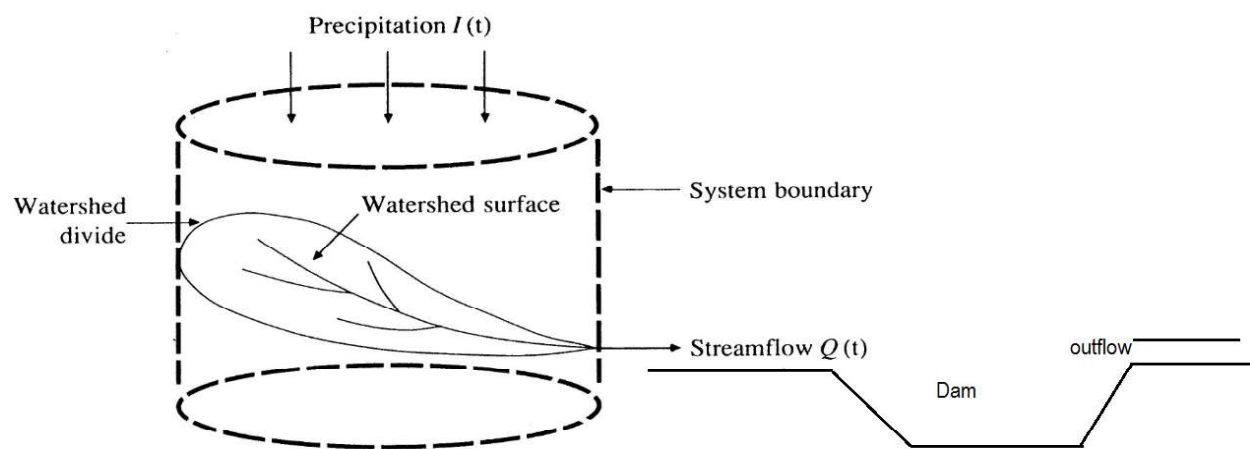 Precipitation I (t)
System boundary
Watershed
divide
Watershed surface
Streamflow Q (t)
outflow
Dam